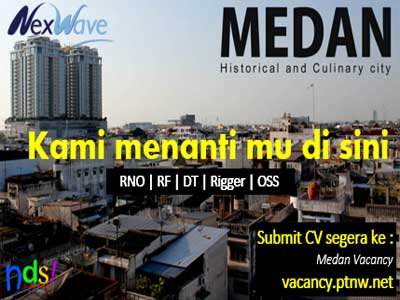 NexWave
MEDAN
Historical and Culinary city
Kami menanti mu di sini
RNO | RF | DT | Rigger | OSS
Submit CV segera ke :
Medan Vacancy
vacancy.ptnw.net
nds!